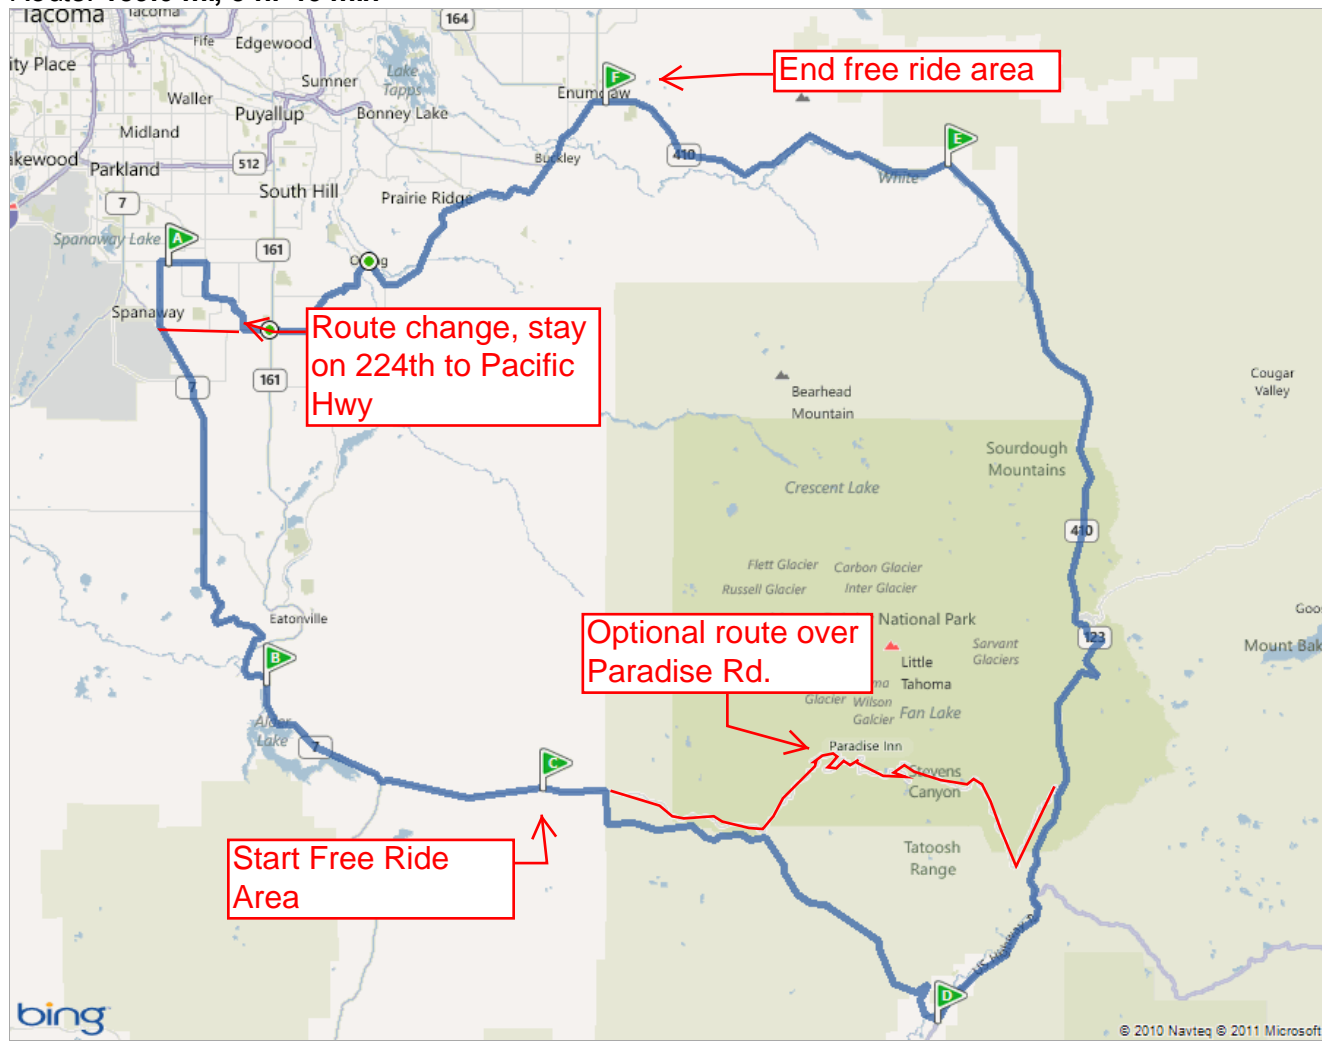 Tacoma
Tacoma
164
Fife
Edgewood
ity Place
Sumner
Lake
Tapps
Waller
Puyallup
Bonney Lake
Midland
akewood
Parkland
512
South Hill
7
Prairie Ridge
Buckley
Enumclaw
F
End free ride area
410
E
White
Spanaway Lake
A
161
Spanaway
Route change, stay
on 224th to Pacific
Hwy
7
161
Bearhead
Mountain
Cougar
Valley
Sourdough
Mountains
Crescent Lake
410
Flett Glacier
Carbon Glacier
Russell Glacier
Inter Glacier
Eatonville
Optional route over
Paradise Rd.
National Park
123
Little
Tahoma
Sarvant
Glaciers
Mount Bak
B
Glacier
Wilson
Galcier
Fan Lake
Alder
Lake
7
Paradise Inn
Stevens
Canyon
C
Start Free Ride
Area
Tatoosh
Range
D
bing
© 2010 Navteq © 2011 Microsoft